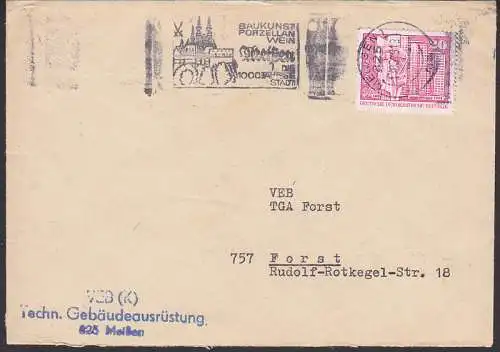 BAUKUNST
PORZELLAN
WEIN
Meißen
1000
STADT
MEISSEN
20
DEUTSCHE DEMOKRATISCHE REPUBLIK
VEB
TGA Forst
757 Forst
Rudolf-Rotkegel-Str. 18
VEB (K)
Techn. Gebäudeausrüstung
825 Meißen